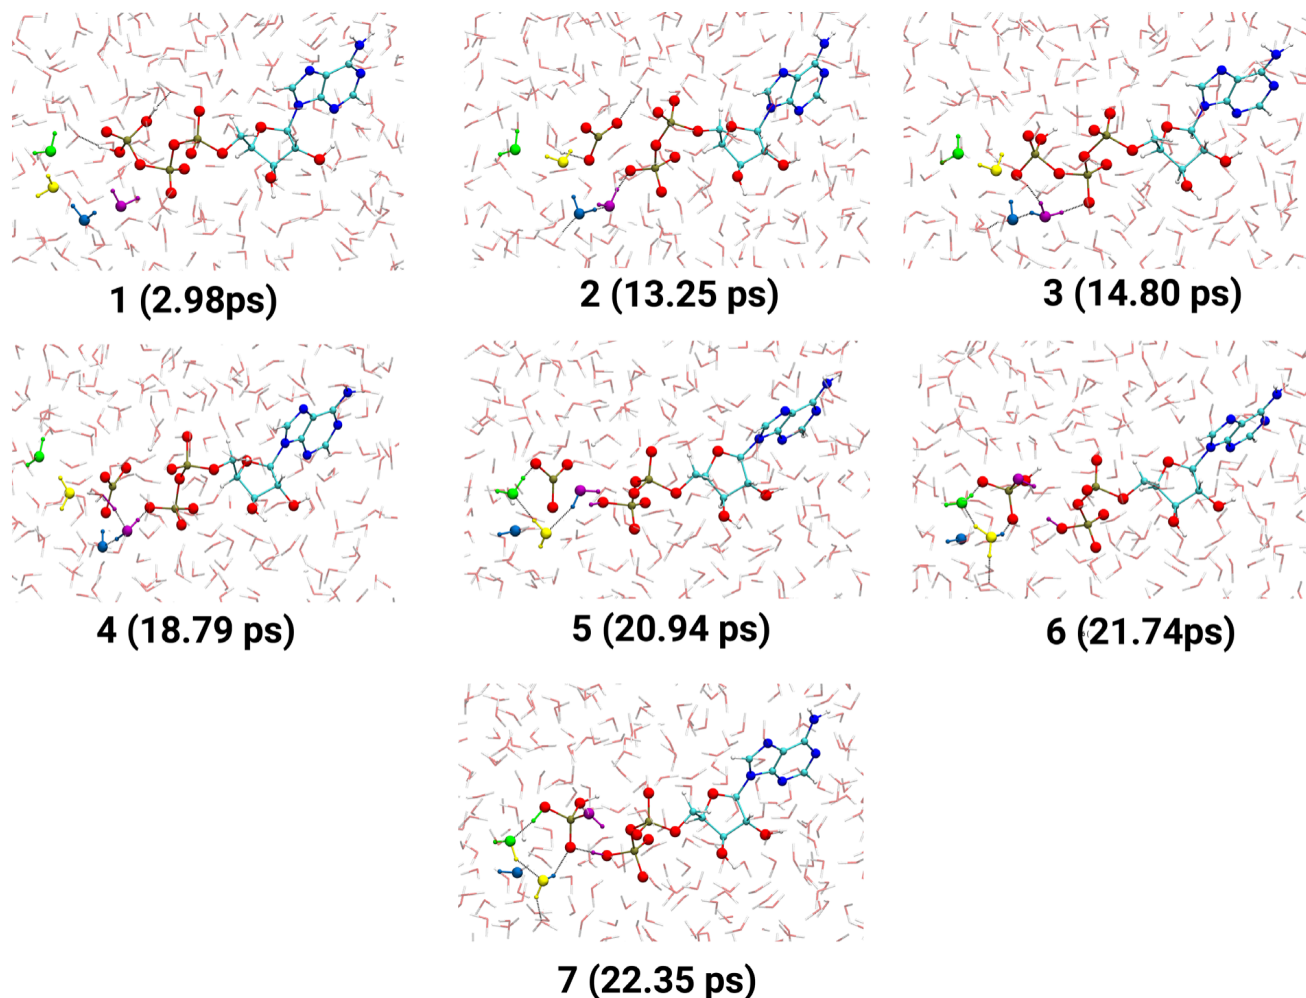 1 (2.98ps)
2 (13.25 ps)
3 (14.80 ps)
4 (18.79 ps)
5 (20.94 ps)
6 (21.74ps)
7 (22.35 ps)